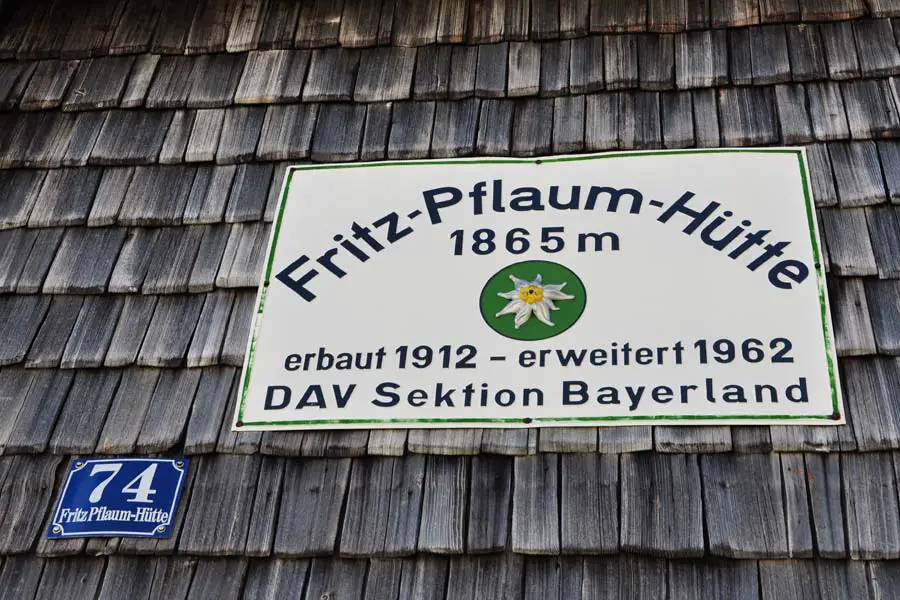 Fritz-Pflaum-Hütte
1865 m
erbaut 1912 - erweitert 1962
DAV Sektion Bayerland
74
Fritz Pflaum-Hütte